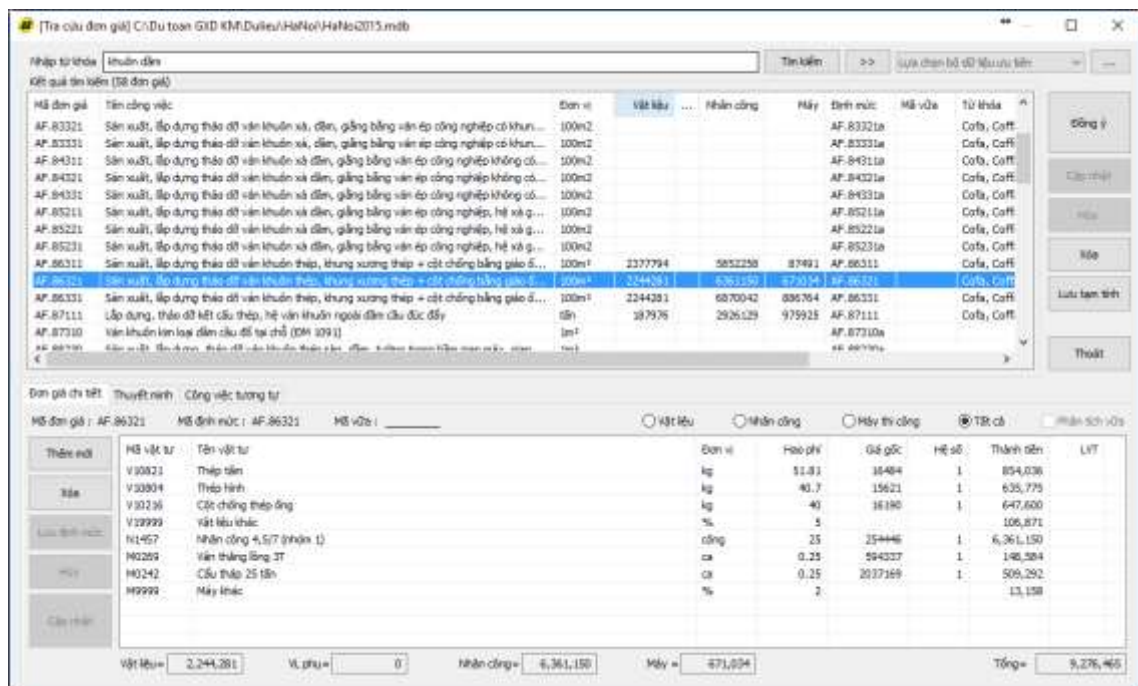 [Tra cứu đơn giá] C:\Du toan GXD KM\Dulieu\HaNoi\HaNoi2015.mdb
Nhập từ khóa khuôn dầm Tìm kiếm >> Lựa chọn bộ dữ liệu ưu tiên ...
Kết quả tìm kiếm (58 đơn giá)
Mã đơn giá Tên công việc Đơn vị Vật liệu ... Nhân công Máy Định mức Mã vữa Từ khóa
AF.83321 Sản xuất, lắp dựng tháo dỡ ván khuôn xà, dầm, giằng bằng ván ép công nghiệp có khun... 100m2 AF.83321a Cofa, Coff
AF.83331 Sản xuất, lắp dựng tháo dỡ ván khuôn xà, dầm, giằng bằng ván ép công nghiệp có khun... 100m2 AF.83331a Cofa, Coff
AF.84311 Sản xuất, lắp dựng tháo dỡ ván khuôn xà dầm, giằng bằng ván ép công nghiệp không có... 100m2 AF.84311a Cofa, Coff
AF.84321 Sản xuất, lắp dựng tháo dỡ ván khuôn xà dầm, giằng bằng ván ép công nghiệp không có... 100m2 AF.84321a Cofa, Coff
AF.84331 Sản xuất, lắp dựng tháo dỡ ván khuôn xà dầm, giằng bằng ván ép công nghiệp không có... 100m2 AF.84331a Cofa, Coff
AF.85211 Sản xuất, lắp dựng tháo dỡ ván khuôn xà dầm, giằng bằng ván ép công nghiệp, hệ xà g... 100m2 AF.85211a Cofa, Coff
AF.85221 Sản xuất, lắp dựng tháo dỡ ván khuôn xà dầm, giằng bằng ván ép công nghiệp, hệ xà g... 100m2 AF.85221a Cofa, Coff
AF.85231 Sản xuất, lắp dựng tháo dỡ ván khuôn xà dầm, giằng bằng ván ép công nghiệp, hệ xà g... 100m2 AF.85231a Cofa, Coff
AF.86311 Sản xuất, lắp dựng tháo dỡ ván khuôn thép, khung xương thép + cột chống bằng giáo ố... 100m² 2377794 5852258 87491 AF.86311 Cofa, Coff
AF.86321 Sản xuất, lắp dựng tháo dỡ ván khuôn thép, khung xương thép + cột chống bằng giáo ố... 100m² 2244281 6361150 671034 AF.86321 Cofa, Coff
AF.86331 Sản xuất, lắp dựng tháo dỡ ván khuôn thép, khung xương thép + cột chống bằng giáo ố... 100m² 2244281 6870042 886764 AF.86331 Cofa, Coff
AF.87111 Lắp dựng, tháo dỡ kết cấu thép, hệ ván khuôn ngoài dầm cầu đúc đẩy tấn 187976 2926129 975925 AF.87111 Cofa, Coff
AF.87310 Ván khuôn kim loại dầm cầu đổ tại chỗ (ĐM 1091) 1m² AF.87310a
Đồng ý
Cập nhật
Hủy
Xóa
Lưu tạm tính
Thoát
Đơn giá chi tiết Thuyết minh Công việc tương tự
Mã đơn giá : AF.86321 Mã định mức : AF.86321 Mã vữa : Vật liệu Nhân công Máy thi công Tất cả Phân tích vữa
Thêm mới
Xóa
Lưu định mức
Hủy
Cập nhật
Mã vật tư Tên vật tư Đơn vị Hao phí Giá gốc Hệ số Thành tiền LVT
V10821 Thép tấm kg 51.81 16484 1 854,036
V10804 Thép hình kg 40.7 15621 1 635,775
V10216 Cột chống thép ống kg 40 16190 1 647,600
V19999 Vật liệu khác % 5 106,871
N1457 Nhân công 4,5/7 (nhóm 1) công 25 254446 1 6,361,150
M0269 Vận thăng lồng 3T ca 0.25 594337 1 148,584
M0242 Cẩu tháp 25 tấn ca 0.25 2037169 1 509,292
M9999 Máy khác % 2 13,158
Vật liệu= 2,244,281 VL phụ= 0 Nhân công= 6,361,150 Máy = 671,034 Tổng= 9,276,465